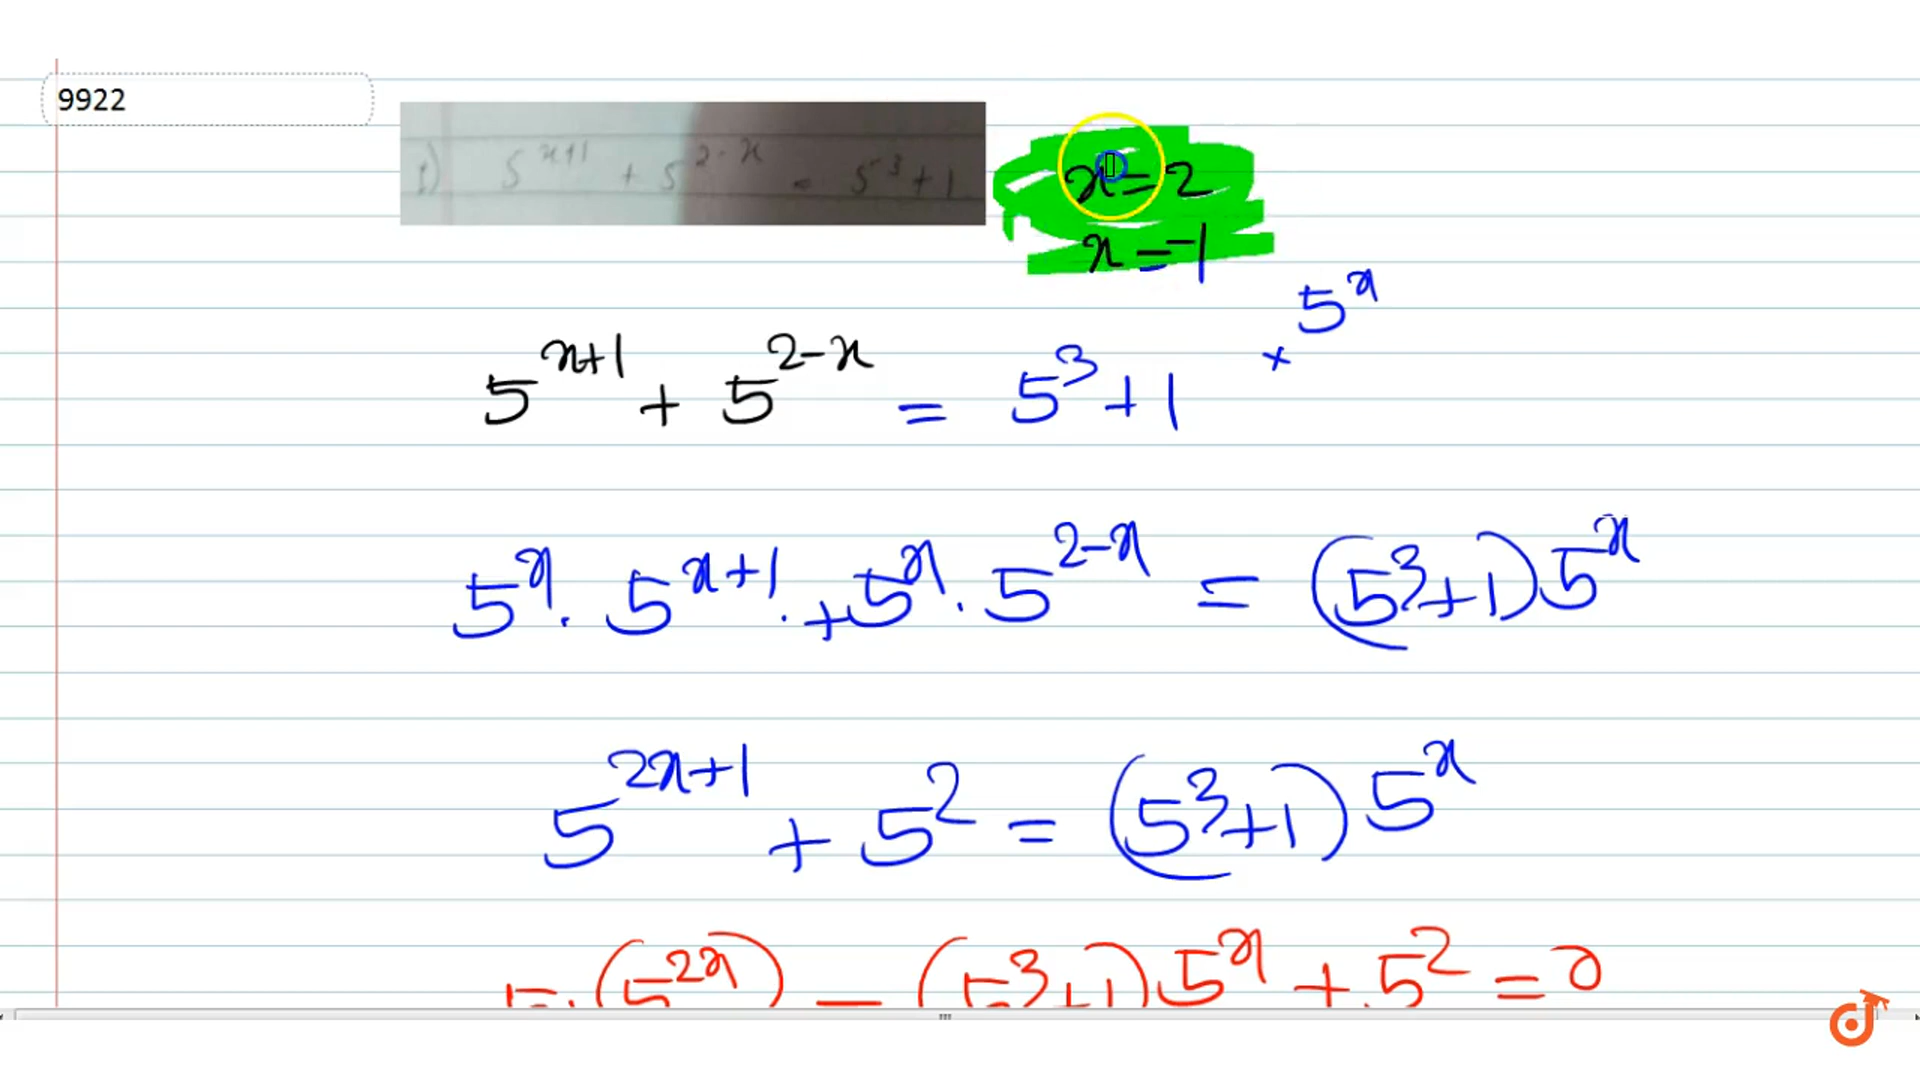 9922
1) 5^{x+1} + 5^{2-x} = 5^3 + 1
x = 2
x = -1
× 5^x
5^{x+1} + 5^{2-x} = 5^3 + 1
5^x . 5^{x+1} . + 5^x . 5^{2-x} = (5^3 + 1) 5^x
5^{2x+1} + 5^2 = (5^3 + 1) 5^x
5 . (5^{2x}) - (5^3 + 1) 5^x + 5^2 = 0